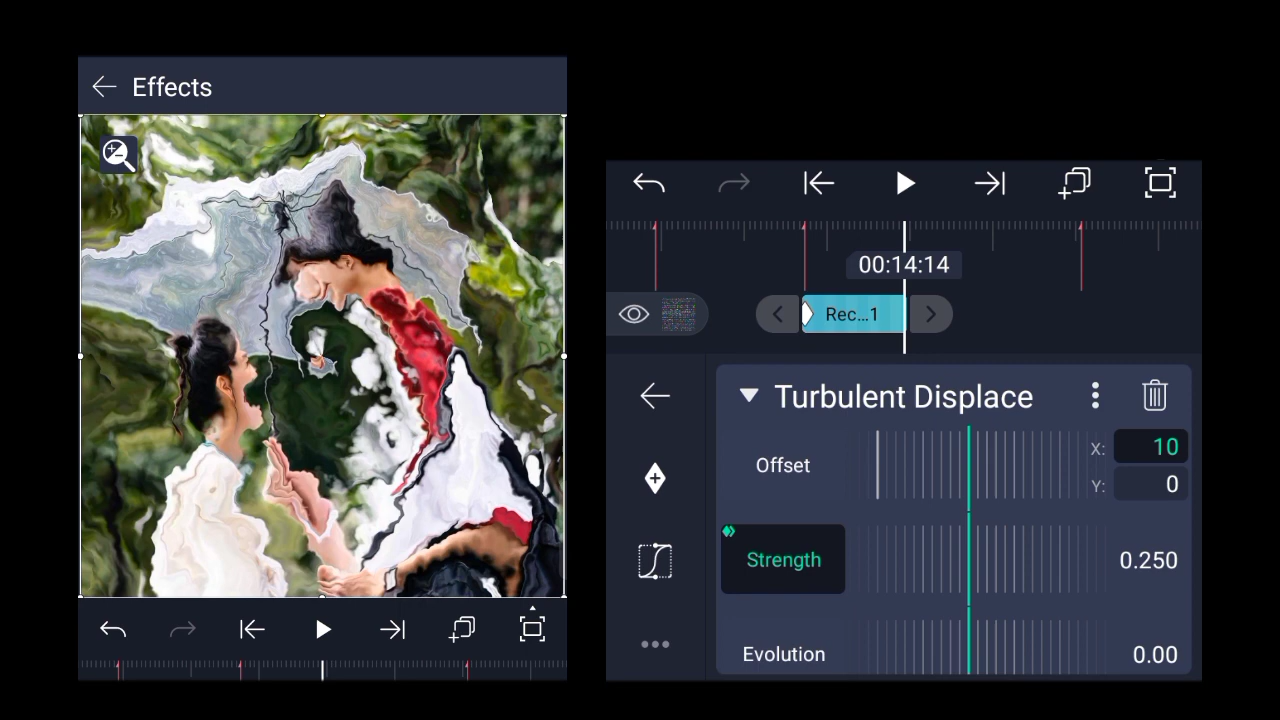 Effects
00:14:14
Rec...1
Turbulent Displace
Offset
X: 10
Y: 0
Strength
0.250
Evolution
0.00